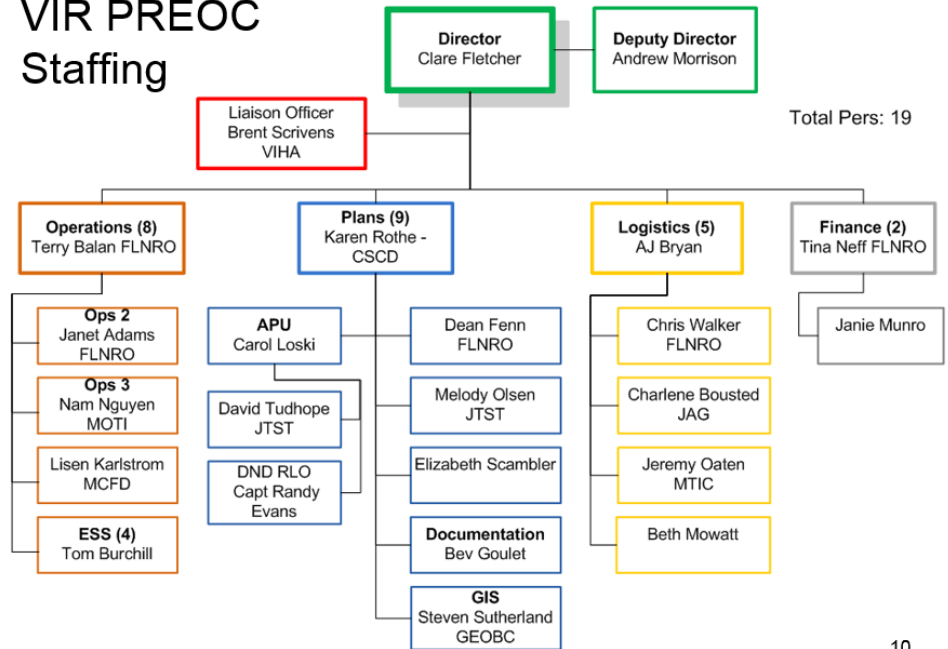 VIR PREOC
Staffing
Director
Clare Fletcher
Deputy Director
Andrew Morrison
Liaison Officer
Brent Scrivens
VIHA
Total Pers: 19
Operations (8)
Terry Balan FLNRO
Plans (9)
Karen Rothe -
CSCD
Logistics (5)
AJ Bryan
Finance (2)
Tina Neff FLNRO
Ops 2
Janet Adams
FLNRO
Ops 3
Nam Nguyen
MOTI
Lisen Karlstrom
MCFD
ESS (4)
Tom Burchill
APU
Carol Loski
David Tudhope
JTST
DND RLO
Capt Randy
Evans
Dean Fenn
FLNRO
Melody Olsen
JTST
Elizabeth Scambler
Documentation
Bev Goulet
GIS
Steven Sutherland
GEOBC
Chris Walker
FLNRO
Charlene Bousted
JAG
Jeremy Oaten
MTIC
Beth Mowatt
Janie Munro
10